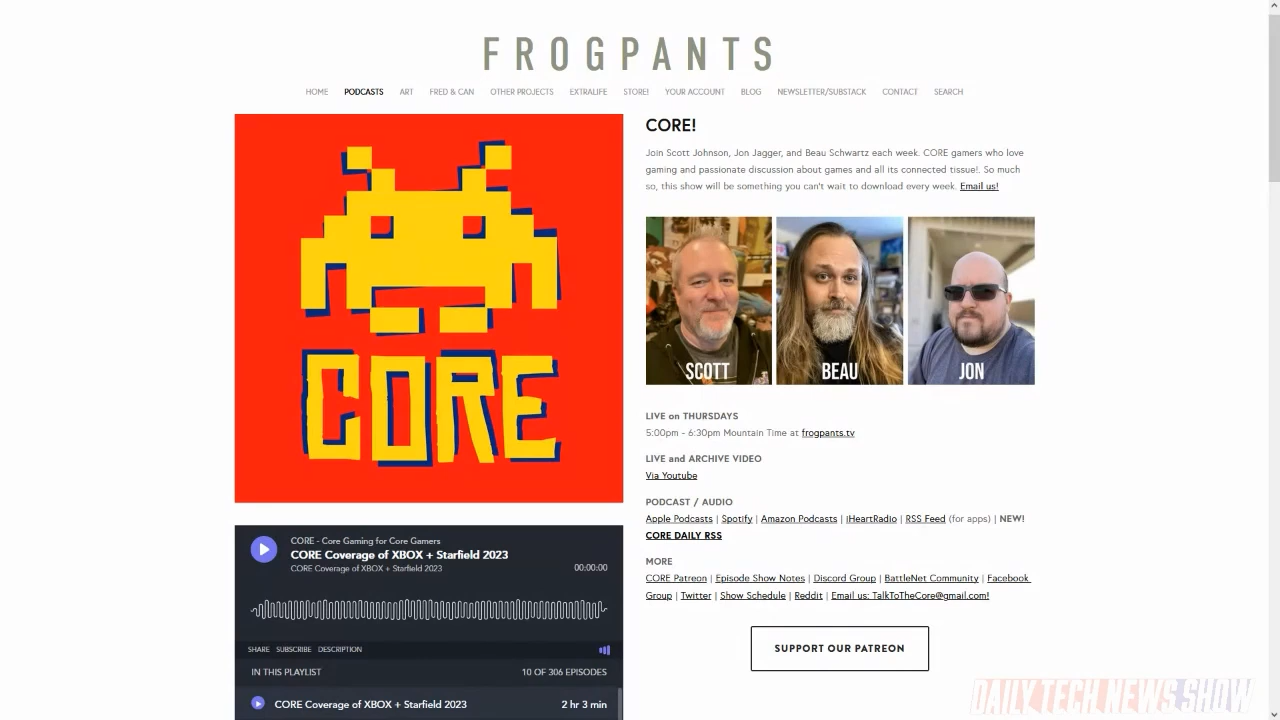 FROGPANTS
HOME PODCASTS ART FRED & CAN OTHER PROJECTS EXTRALIFE STORE! YOUR ACCOUNT BLOG NEWSLETTER/SUBSTACK CONTACT SEARCH
CORE
CORE - Core Gaming for Core Gamers
CORE Coverage of XBOX + Starfield 2023
CORE Coverage of XBOX + Starfield 2023
00:00:00
SHARE SUBSCRIBE DESCRIPTION
IN THIS PLAYLIST 10 OF 306 EPISODES
CORE Coverage of XBOX + Starfield 2023 2 hr 3 min
CORE!
Join Scott Johnson, Jon Jagger, and Beau Schwartz each week. CORE gamers who love
gaming and passionate discussion about games and all its connected tissue!. So much
so, this show will be something you can't wait to download every week. Email us!
SCOTT BEAU JON
LIVE on THURSDAYS
5:00pm - 6:30pm Mountain Time at frogpants.tv
LIVE and ARCHIVE VIDEO
Via Youtube
PODCAST / AUDIO
Apple Podcasts | Spotify | Amazon Podcasts | iHeartRadio | RSS Feed (for apps) | NEW!
CORE DAILY RSS
MORE
CORE Patreon | Episode Show Notes | Discord Group | BattleNet Community | Facebook
Group | Twitter | Show Schedule | Reddit | Email us: TalkToTheCore@gmail.com!
SUPPORT OUR PATREON
DAILY TECH NEWS SHOW